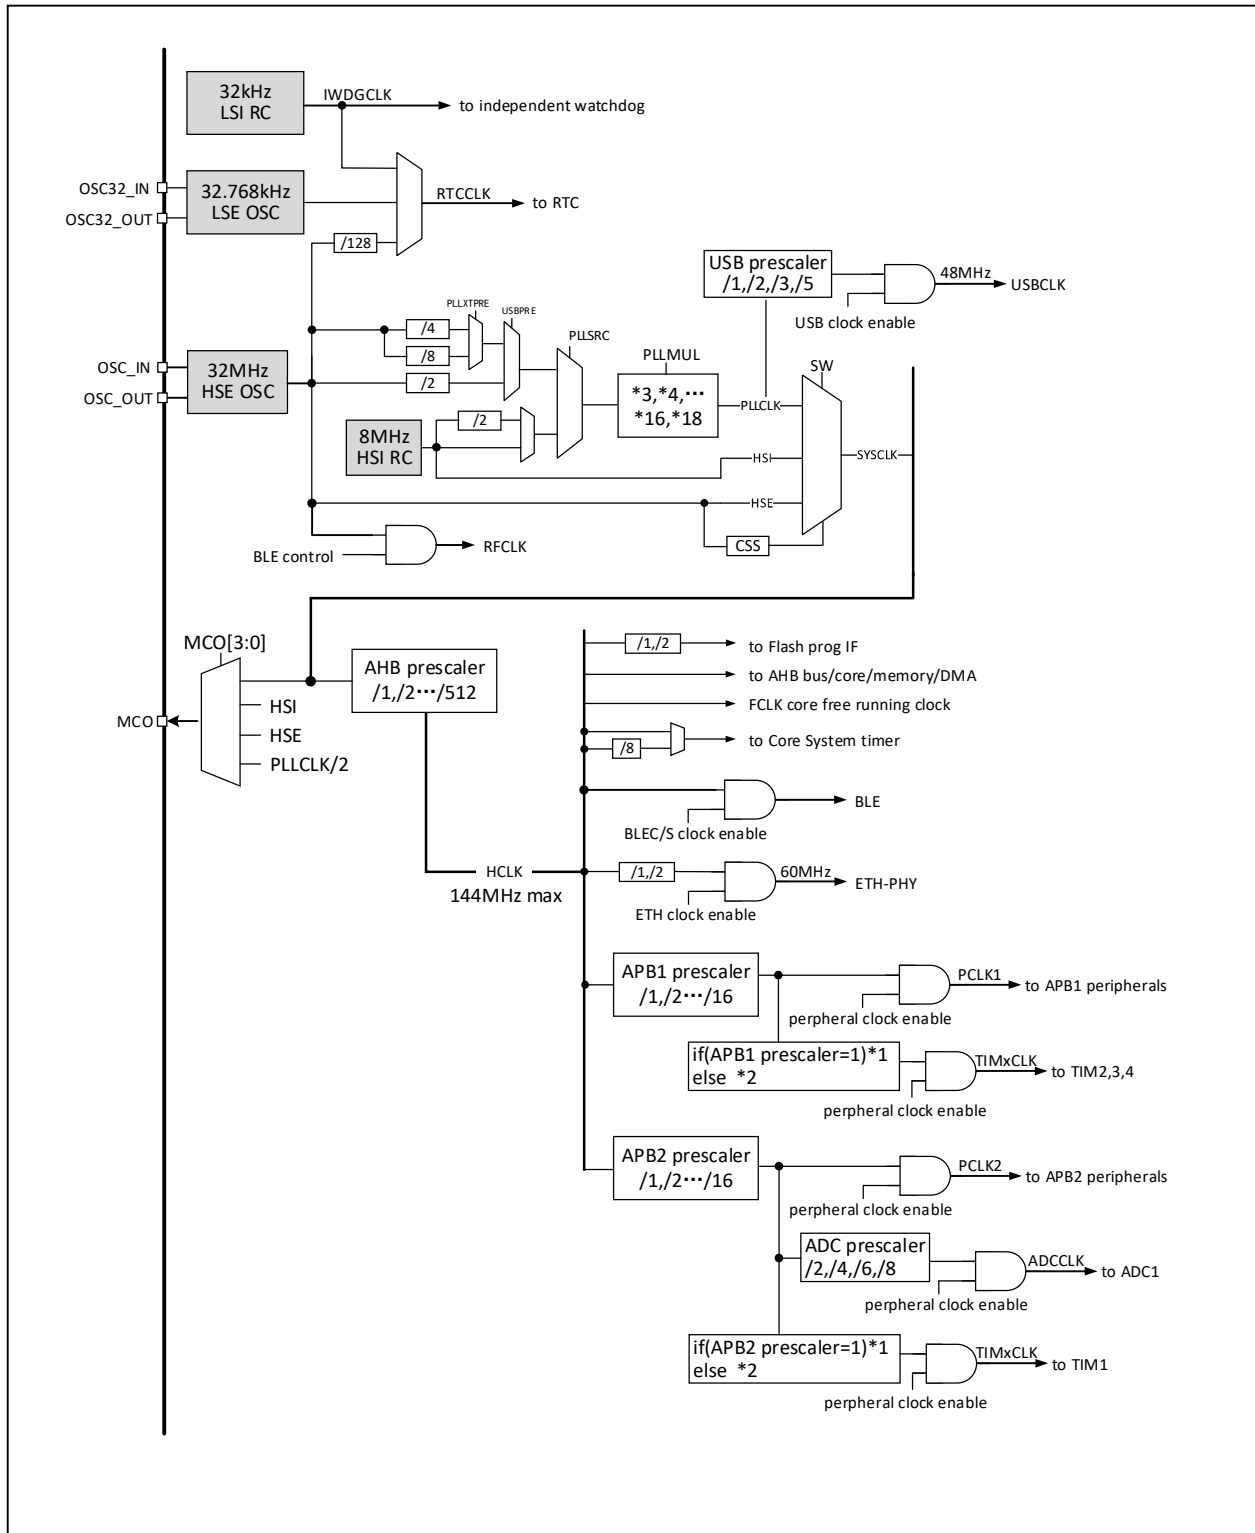 32kHz
LSI RC
IWDGCLK
to independent watchdog
OSC32_IN
OSC32_OUT
32.768kHz
LSE OSC
RTCCLK
to RTC
/128
USB prescaler
/1,/2,/3,/5
48MHz
USBCLK
USB clock enable
PLLXTPRE
USBPRE
/4
/8
/2
PLLSRC
PLLMUL
*3,*4,···
*16,*18
PLLCLK
SW
OSC_IN
OSC_OUT
32MHz
HSE OSC
/2
8MHz
HSI RC
HSI
SYSCLK
HSE
CSS
BLE control
RFCLK
MCO[3:0]
HSI
HSE
PLLCLK/2
MCO
AHB prescaler
/1,/2···/512
/1,/2
to Flash prog IF
to AHB bus/core/memory/DMA
FCLK core free running clock
/8
to Core System timer
BLE
BLEC/S clock enable
HCLK
144MHz max
/1,/2
60MHz
ETH-PHY
ETH clock enable
APB1 prescaler
/1,/2···/16
PCLK1
to APB1 peripherals
perpheral clock enable
if(APB1 prescaler=1)*1
else *2
TIMxCLK
to TIM2,3,4
perpheral clock enable
APB2 prescaler
/1,/2···/16
PCLK2
to APB2 peripherals
perpheral clock enable
ADC prescaler
/2,/4,/6,/8
ADCCLK
to ADC1
perpheral clock enable
if(APB2 prescaler=1)*1
else *2
TIMxCLK
to TIM1
perpheral clock enable